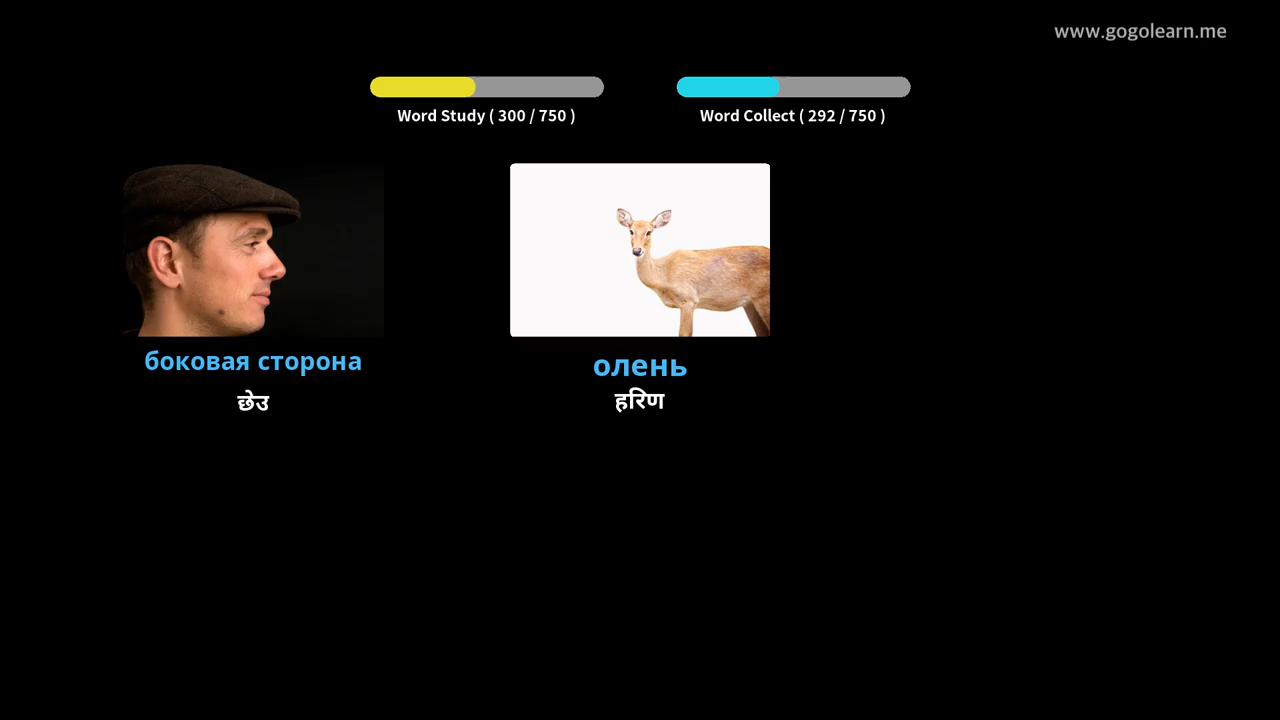 www.gogolearn.me
Word Study ( 300 / 750 )
Word Collect ( 292 / 750 )
боковая сторона
छेउ
олень
हरिण